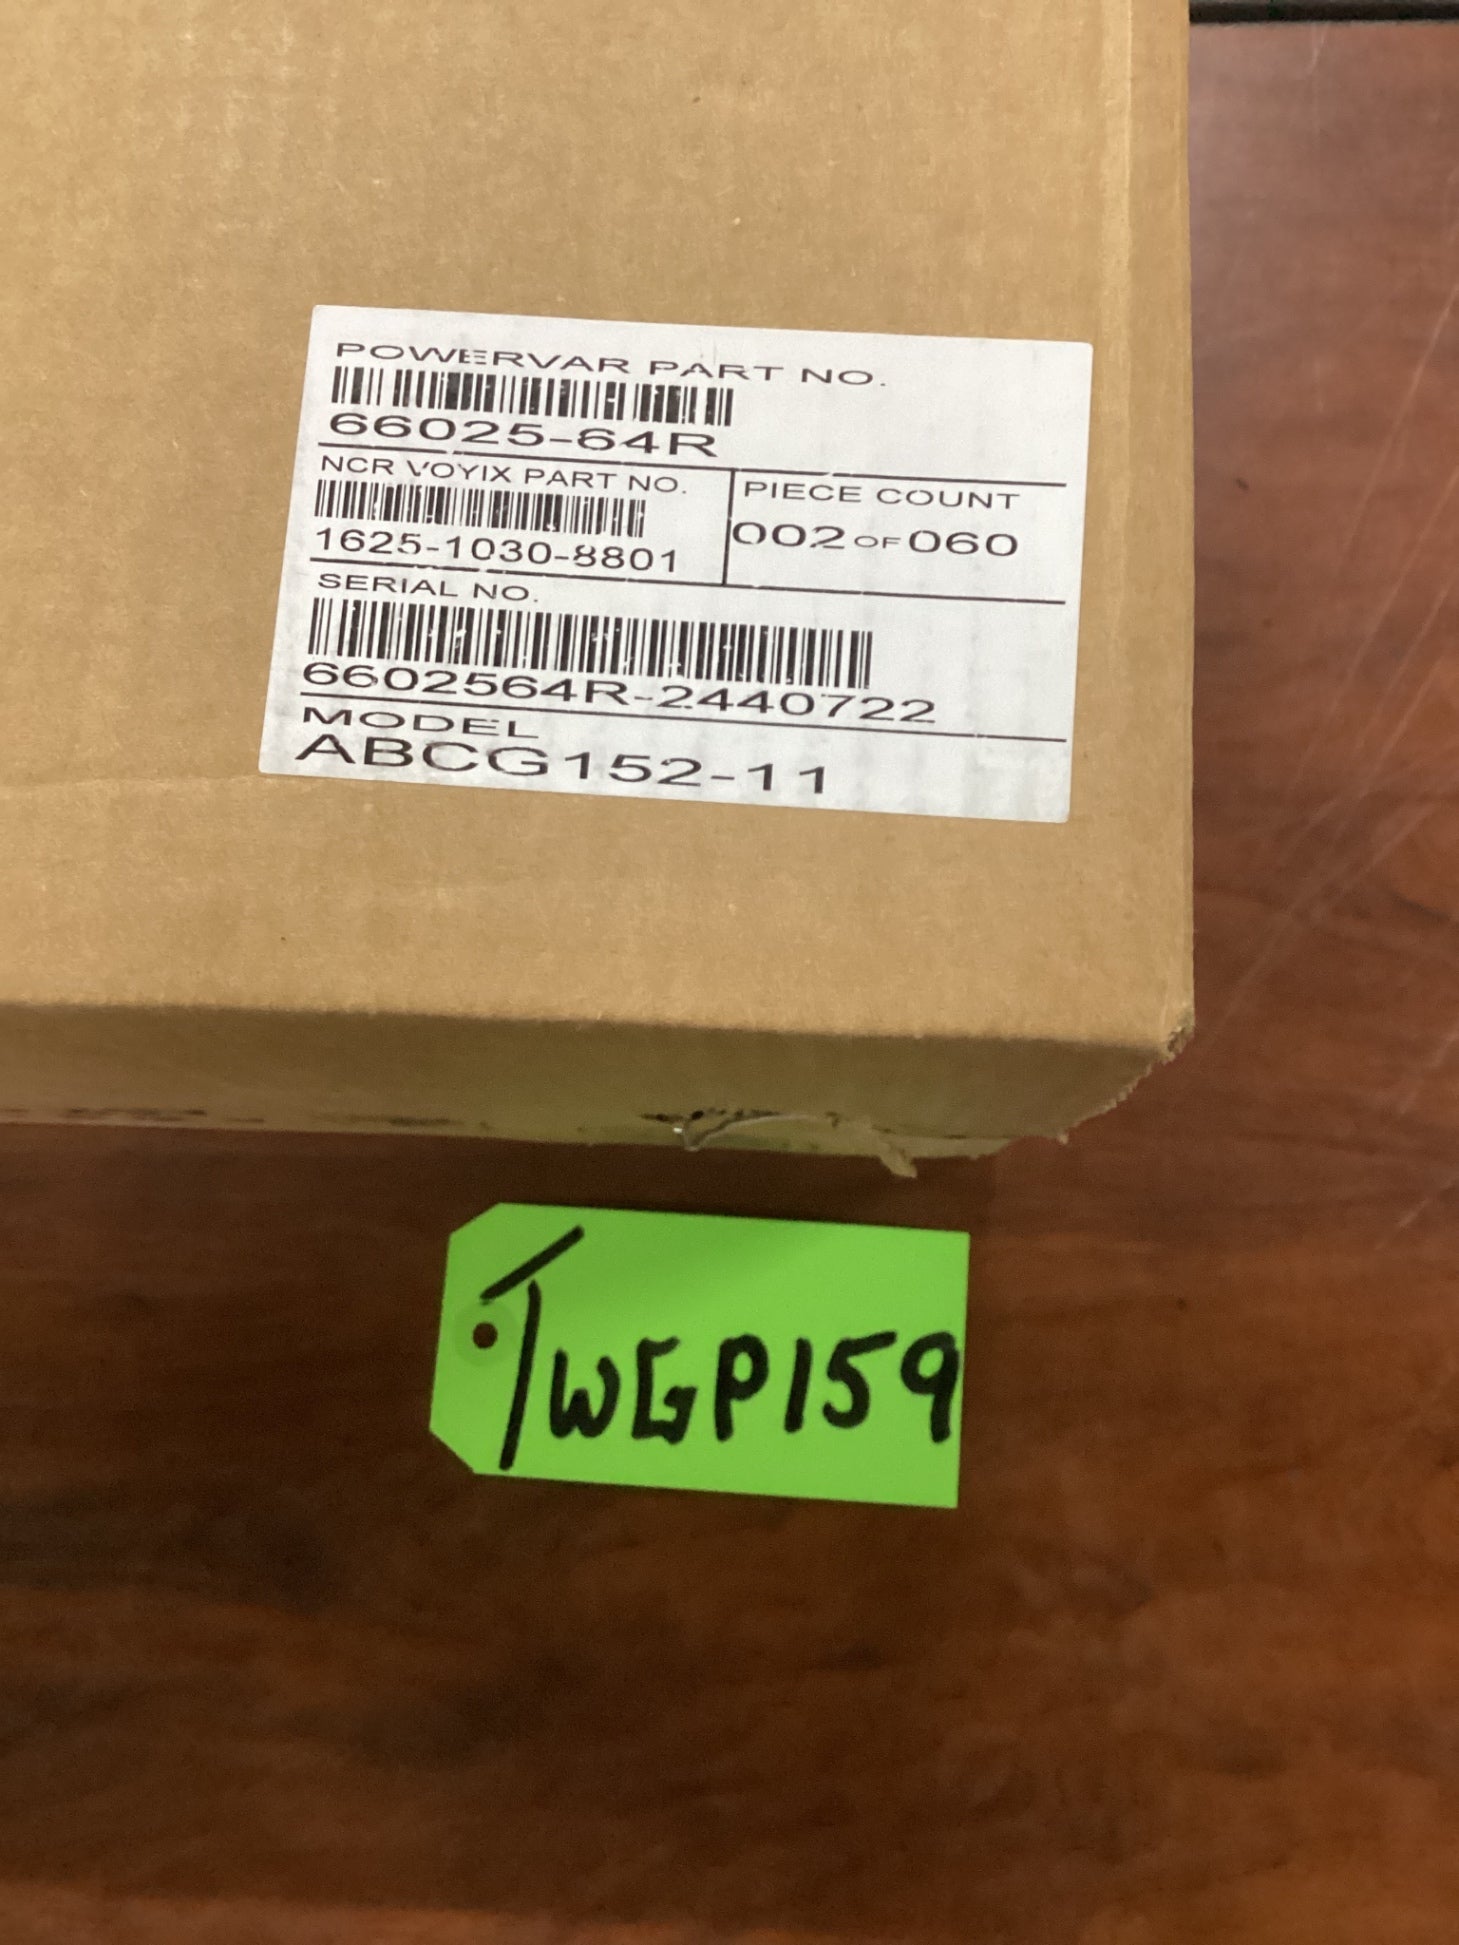 POWERVAR PART NO.
66025-64R
NCR VOYIX PART NO.
1625-1030-8801
PIECE COUNT
002 OF 060
SERIAL NO.
6602564R-2440722
MODEL
ABCG152-11
TWGP159